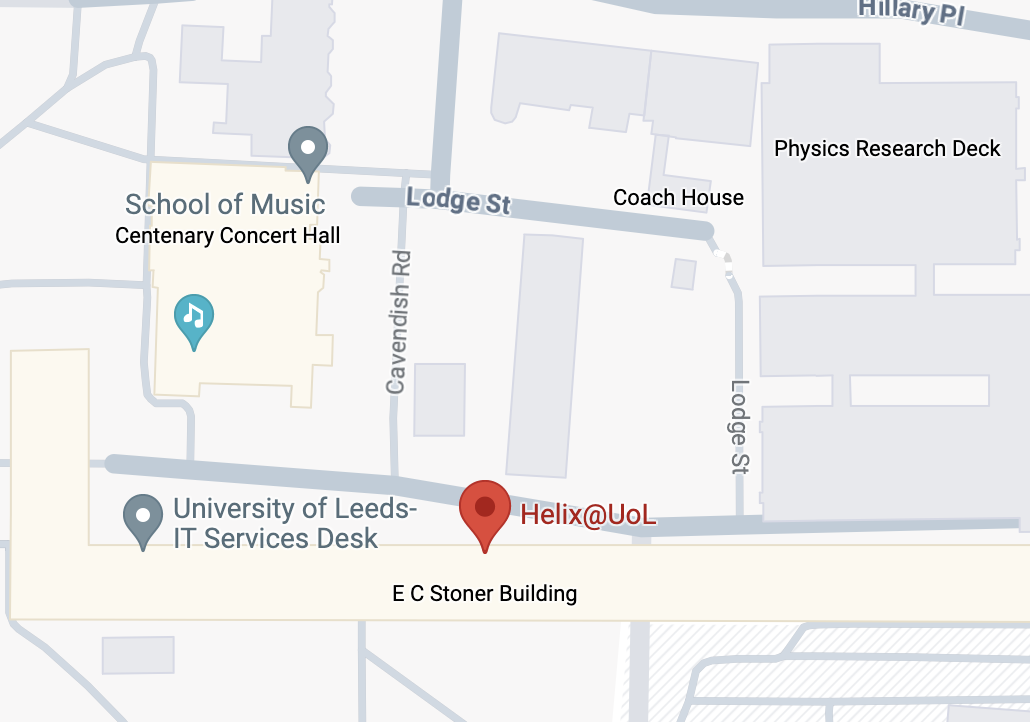 Hillary Pl
Physics Research Deck
Coach House
Lodge St
School of Music
Centenary Concert Hall
Cavendish Rd
Lodge St
University of Leeds-
IT Services Desk
Helix@UoL
E C Stoner Building